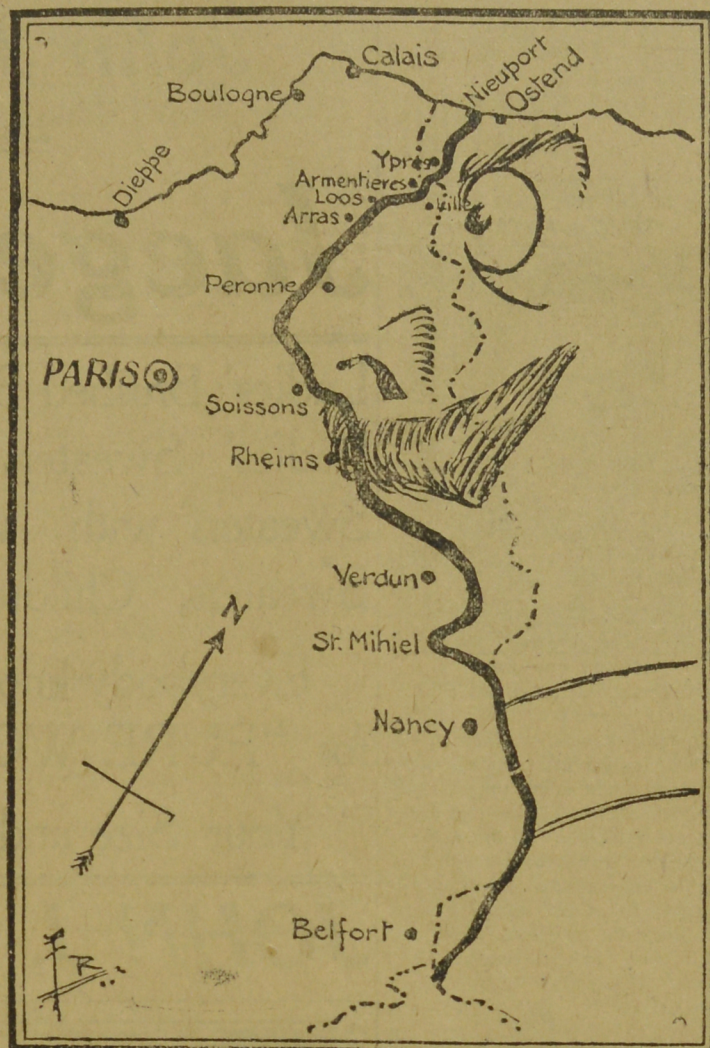 Calais
Boulogne
Nieuport
Ostend
Dieppe
Ypres
Armentieres
Loos
Lille
Arras
Peronne
PARIS
Soissons
Rheims
Verdun
N
St. Mihiel
Nancy
Belfort
R